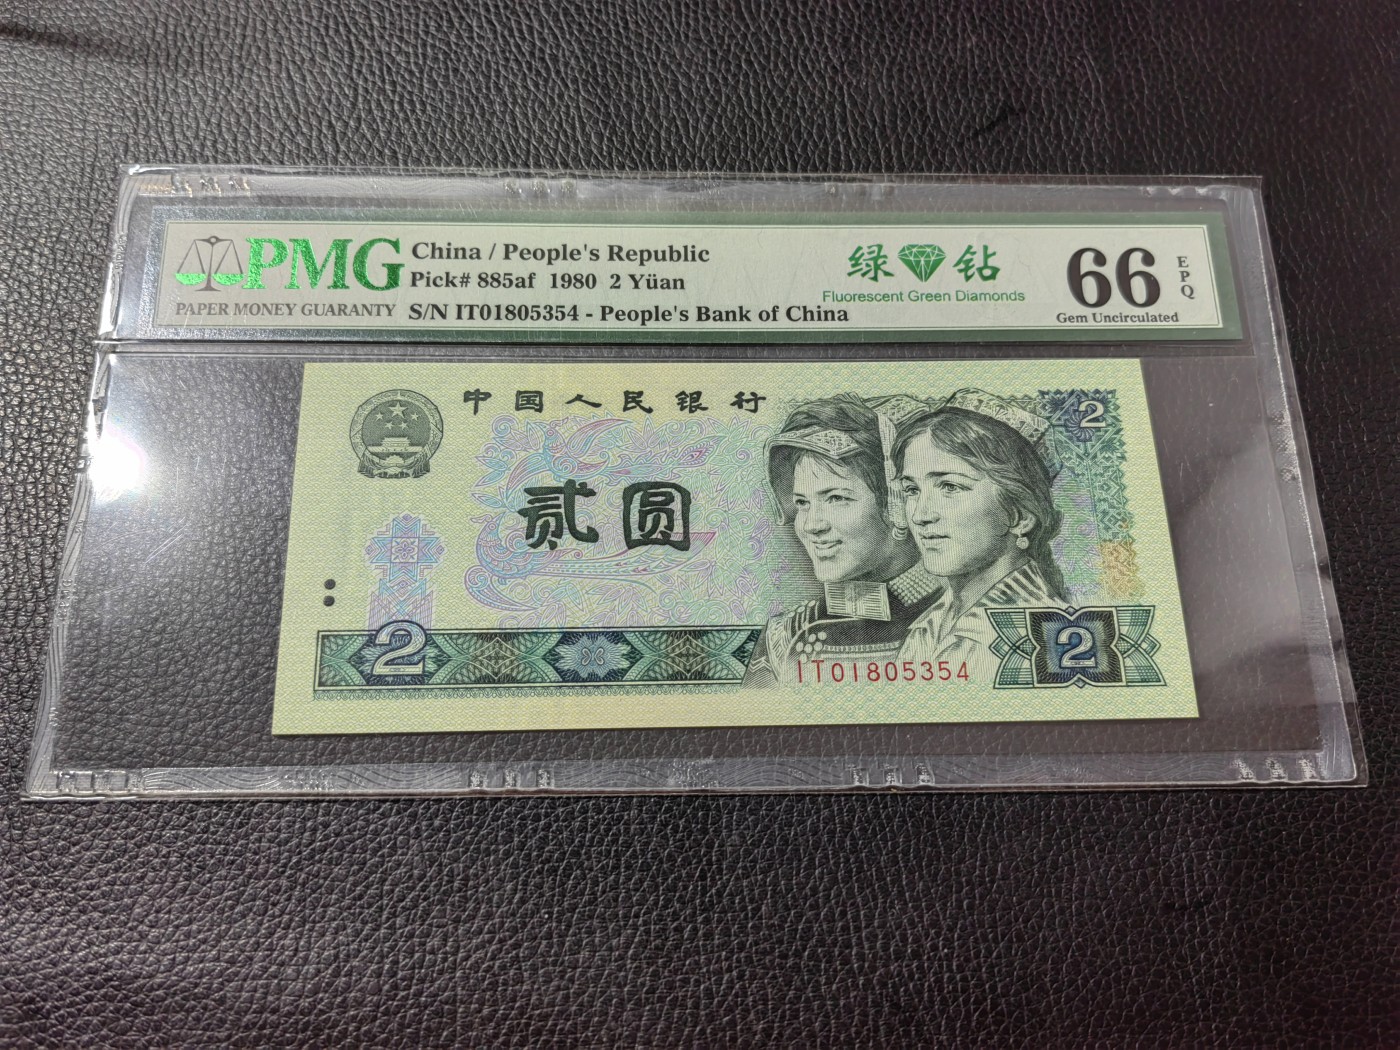 PMG
PAPER MONEY GUARANTY
China / People's Republic
Pick# 885af 1980 2 Yüan
S/N IT01805354 - People's Bank of China
绿钻
Fluorescent Green Diamonds
66
EPQ
Gem Uncirculated
中国人民银行
2
贰圆
2
2
IT01805354